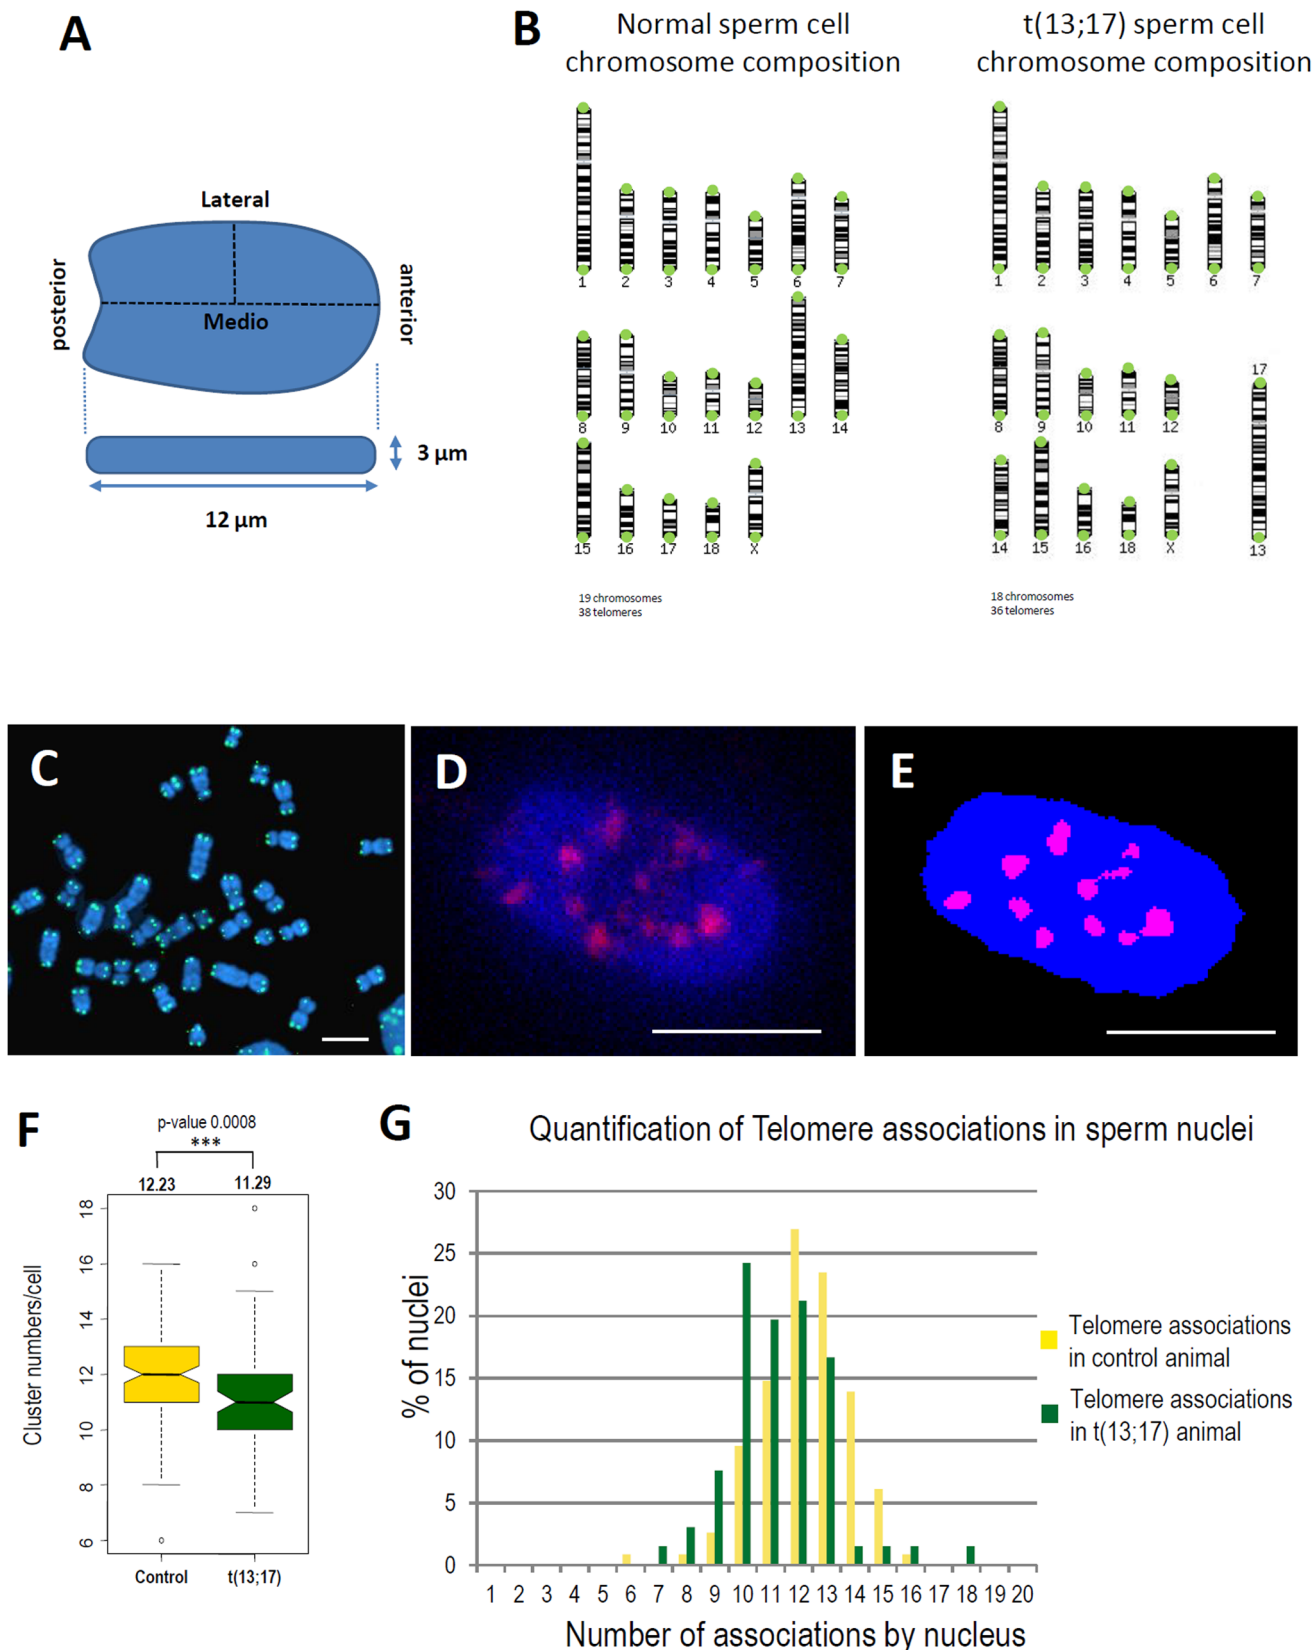 A
Lateral
posterior
anterior
Medio
3 µm
12 µm
B
Normal sperm cell
chromosome composition
1 2 3 4 5 6 7
8 9 10 11 12 13 14
15 16 17 18 X
19 chromosomes
38 telomeres
t(13;17) sperm cell
chromosome composition
1 2 3 4 5 6 7
17
8 9 10 11 12
14 15 16 18 X 13
18 chromosomes
36 telomeres
C
D
E
F
p-value 0.0008
***
12.23 11.29
Cluster numbers/cell
18
16
14
12
10
8
6
Control t(13;17)
G
Quantification of Telomere associations in sperm nuclei
% of nuclei
30
25
20
15
10
5
0
1 2 3 4 5 6 7 8 9 10 11 12 13 14 15 16 17 18 19 20
Number of associations by nucleus
Telomere associations
in control animal
Telomere associations
in t(13;17) animal